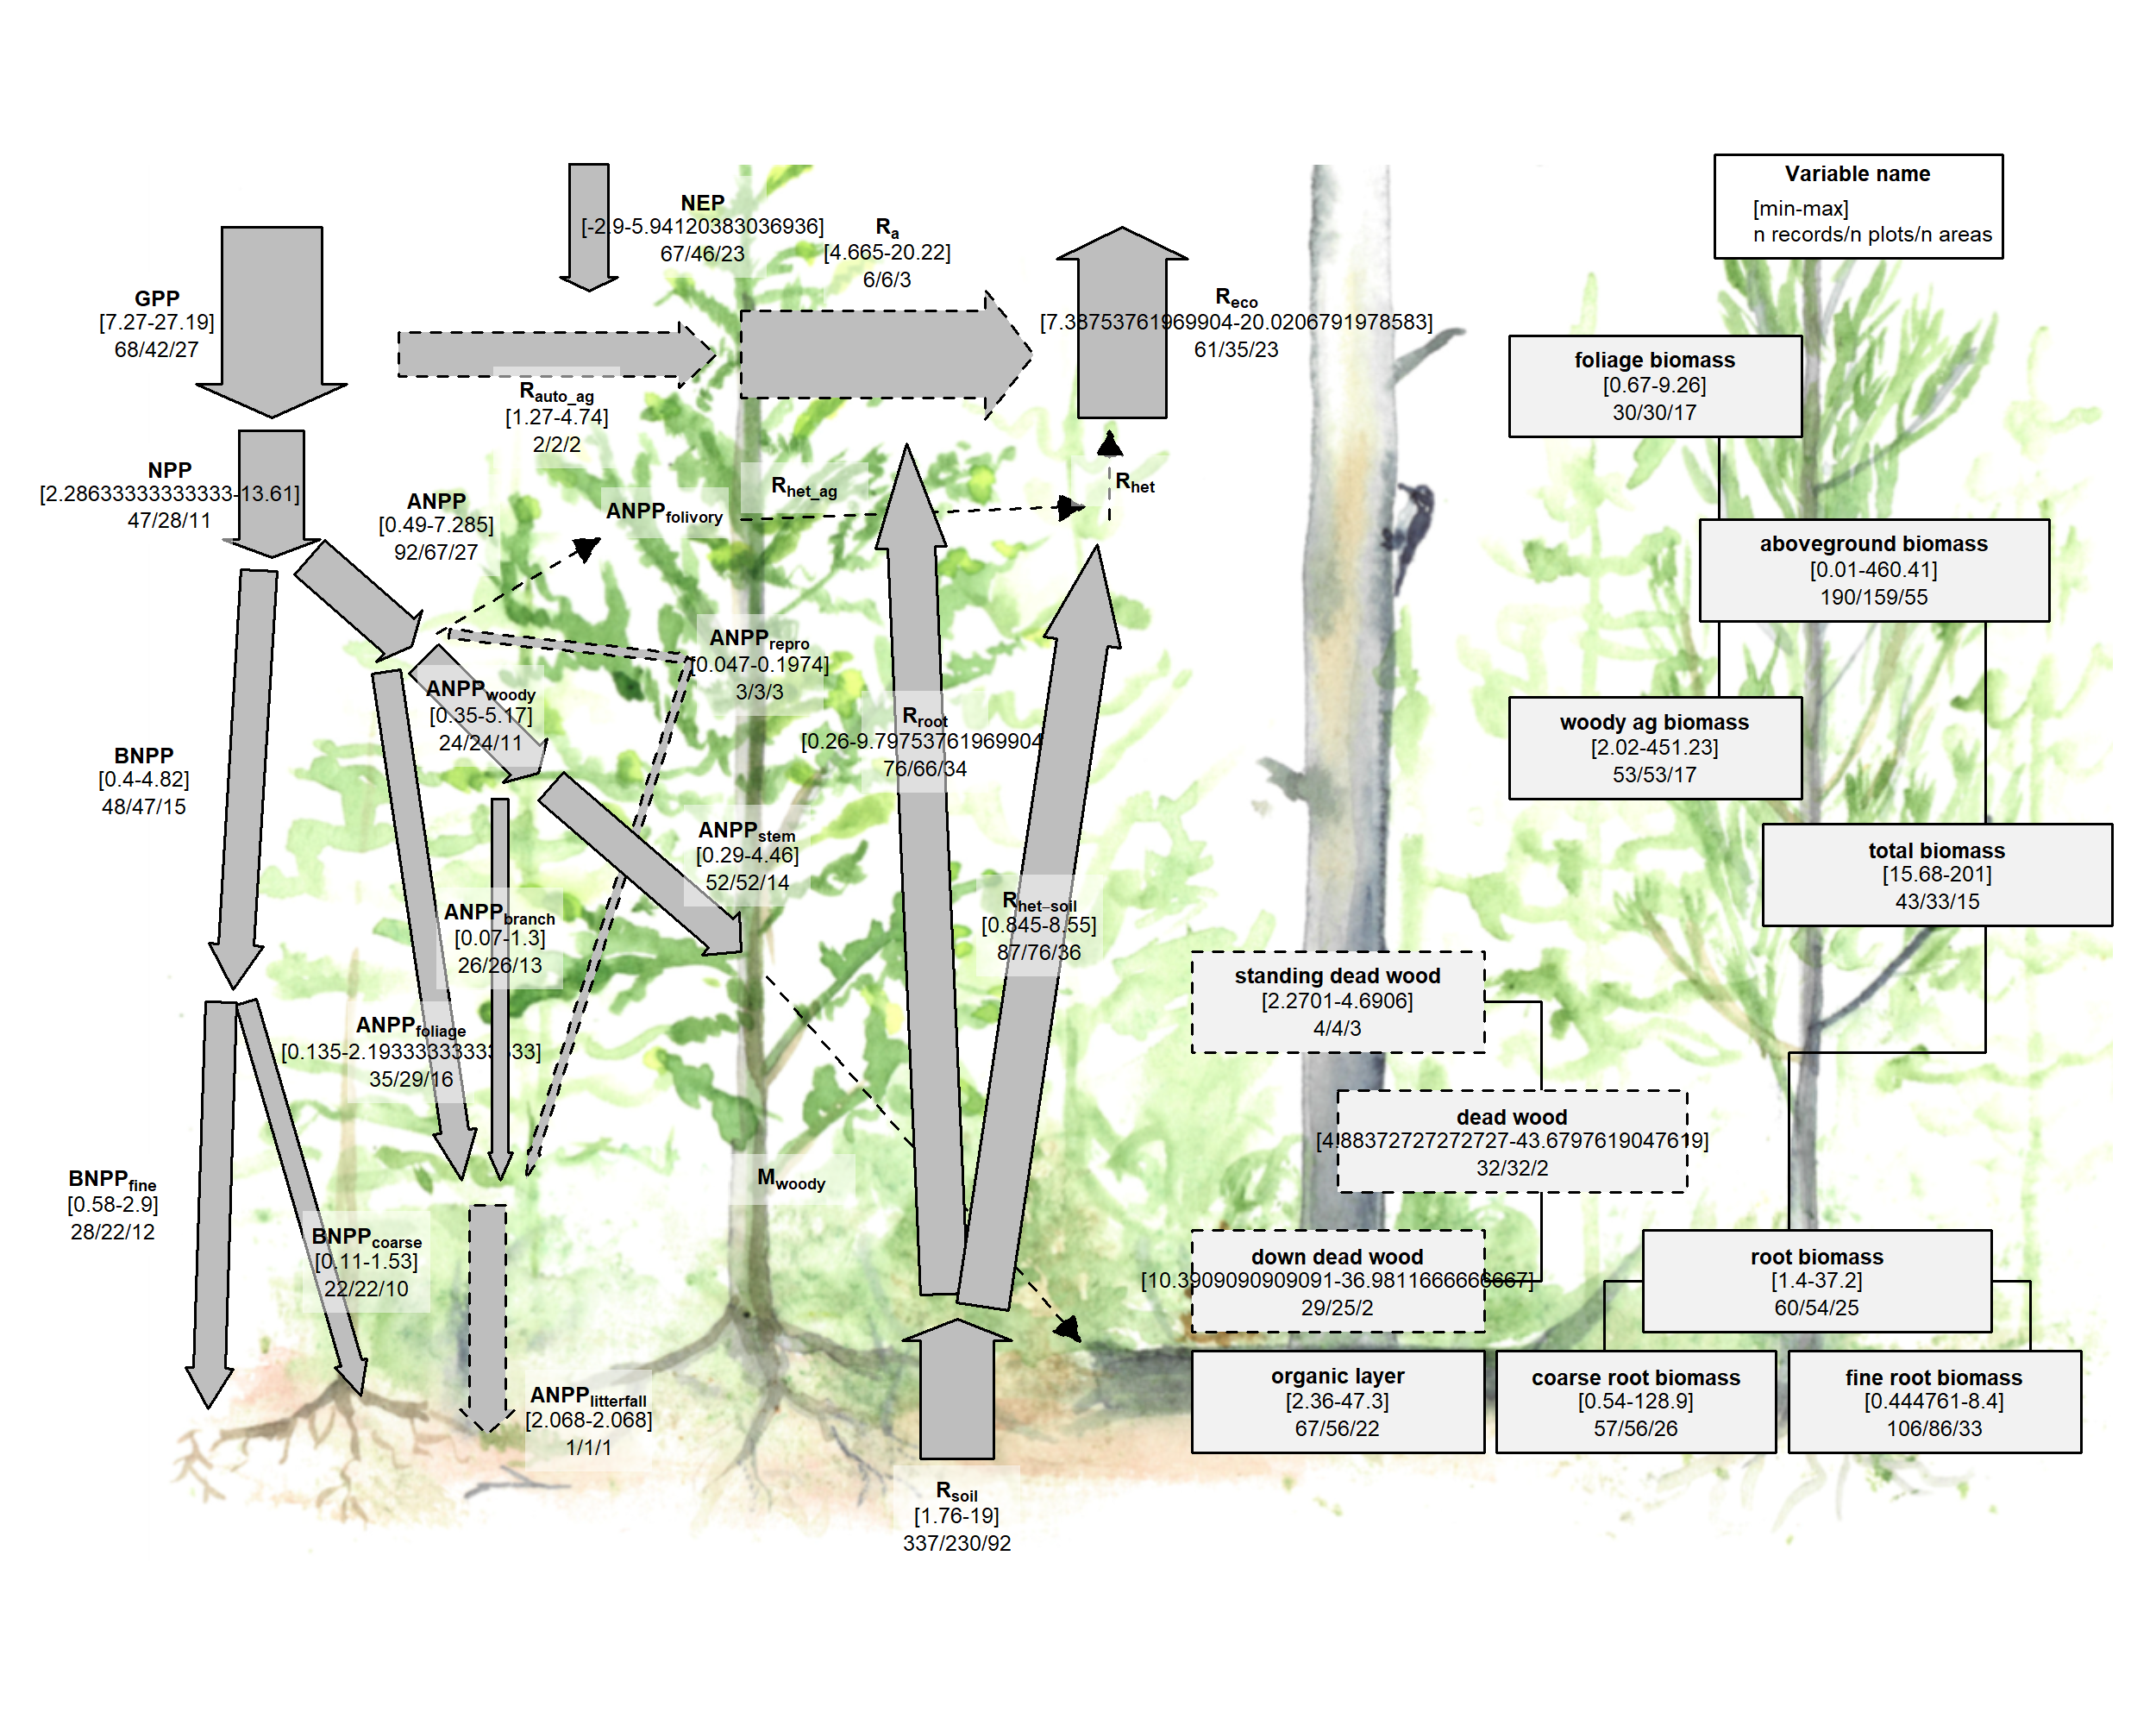 Variable name
[min-max]
n records/n plots/n areas
NEP
[-2.9-5.94120383036936]
67/46/23
Ra
[4.665-20.22]
6/6/3
GPP
[7.27-27.19]
68/42/27
Reco
[7.38753761969904-20.0206791978583]
61/35/23
Rauto_ag
[1.27-4.74]
2/2/2
NPP
[2.28633333333333-13.61]
47/28/11
ANPP
[0.49-7.285]
92/67/27
ANPPfolivory
Rhet_ag
Rhet
ANPPrepro
[0.047-0.1974]
3/3/3
ANPPwoody
[0.35-5.17]
24/24/11
Rroot
[0.26-9.79753761969904
76/66/34
BNPP
[0.4-4.82]
48/47/15
ANPPstem
[0.29-4.46]
52/52/14
ANPPbranch
[0.07-1.3]
26/26/13
Rhet-soil
[0.845-8.55]
87/76/36
ANPPfoliage
[0.135-2.19333333333333]
35/29/16
Mwoody
BNPPfine
[0.58-2.9]
28/22/12
BNPPcoarse
[0.11-1.53]
22/22/10
ANPPlitterfall
[2.068-2.068]
1/1/1
Rsoil
[1.76-19]
337/230/92
foliage biomass
[0.67-9.26]
30/30/17
aboveground biomass
[0.01-460.41]
190/159/55
woody ag biomass
[2.02-451.23]
53/53/17
total biomass
[15.68-201]
43/33/15
standing dead wood
[2.2701-4.6906]
4/4/3
dead wood
[4.88372727272727-43.6797619047619]
32/32/2
down dead wood
[10.3909090909091-36.9811666666667]
29/25/2
root biomass
[1.4-37.2]
60/54/25
organic layer
[2.36-47.3]
67/56/22
coarse root biomass
[0.54-128.9]
57/56/26
fine root biomass
[0.444761-8.4]
106/86/33